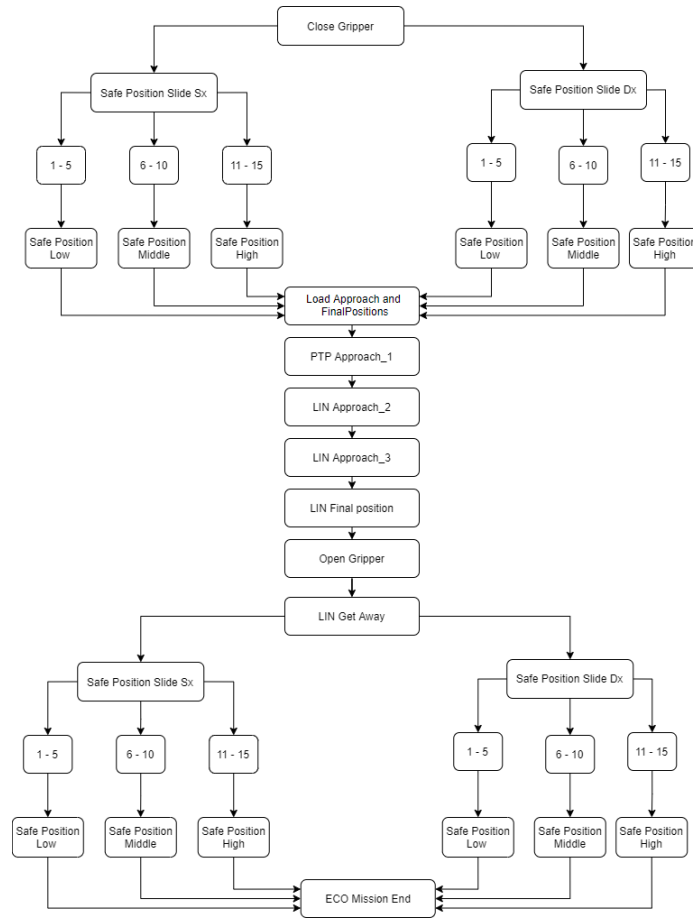 Close Gripper
Safe Position Slide Sx
Safe Position Slide Dx
1 - 5
6 - 10
11 - 15
1 - 5
6 - 10
11 - 15
Safe Position
Low
Safe Position
Middle
Safe Position
High
Safe Position
Low
Safe Position
Middle
Safe Position
High
Load Approach and
FinalPositions
PTP Approach_1
LIN Approach_2
LIN Approach_3
LIN Final position
Open Gripper
LIN Get Away
Safe Position Slide Sx
Safe Position Slide Dx
1 - 5
6 - 10
11 - 15
1 - 5
6 - 10
11 - 15
Safe Position
Low
Safe Position
Middle
Safe Position
High
Safe Position
Low
Safe Position
Middle
Safe Position
High
ECO Mission End